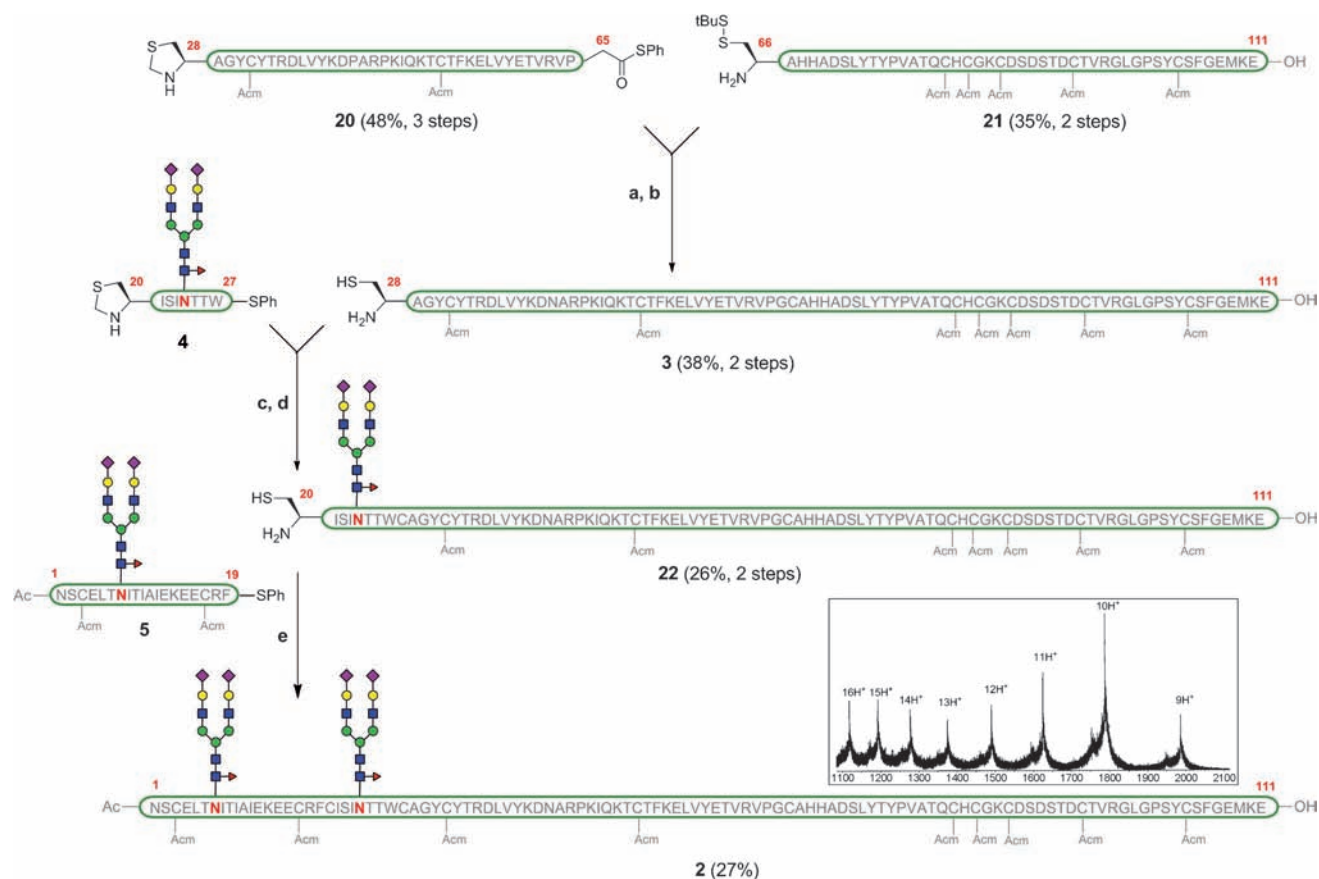 tBuS
S
S 28 65 SPh 66 111
AGYCYTRDLVYKDPARPKIQKTCTFKELVYETVRVP
N
H
O
H2N
AHHADSLYTYPVATQCHCGKCDSDSTDCTVRGLGPSYCSFGEMKE OH
Acm Acm
Acm Acm Acm Acm Acm
20 (48%, 3 steps)
21 (35%, 2 steps)
a, b
S 20 27
ISINTTW SPh
N
H
4
HS 28 111
H2N
AGYCYTRDLVYKDNARPKIQKTCTFKELVYETVRVPGCAHHADSLYTYPVATQCHCGKCDSDSTDCTVRGLGPSYCSFGEMKE OH
Acm Acm Acm Acm Acm Acm Acm
3 (38%, 2 steps)
c, d
HS 20 111
H2N
ISINTTWCAGYCYTRDLVYKDNARPKIQKTCTFKELVYETVRVPGCAHHADSLYTYPVATQCHCGKCDSDSTDCTVRGLGPSYCSFGEMKE OH
Acm Acm Acm Acm Acm Acm Acm
22 (26%, 2 steps)
1 19
Ac NSCELTNITIAIEKEECRF SPh
Acm Acm
5
e
16H+ 15H+ 14H+ 13H+ 12H+ 11H+ 10H+ 9H+
1100 1200 1300 1400 1500 1600 1700 1800 1900 2000 2100
1 111
Ac NSCELTNITIAIEKEECRFCISINTTWCAGYCYTRDLVYKDNARPKIQKTCTFKELVYETVRVPGCAHHADSLYTYPVATQCHCGKCDSDSTDCTVRGLGPSYCSFGEMKE OH
Acm Acm Acm Acm Acm Acm Acm Acm Acm
2 (27%)